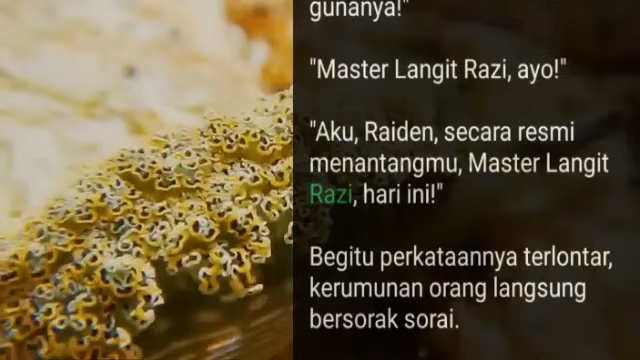 gunanya!"
"Master Langit Razi, ayo!"
"Aku, Raiden, secara resmi
menantangmu, Master Langit
Razi, hari ini!"
Begitu perkataannya terlontar,
kerumunan orang langsung
bersorak sorai.